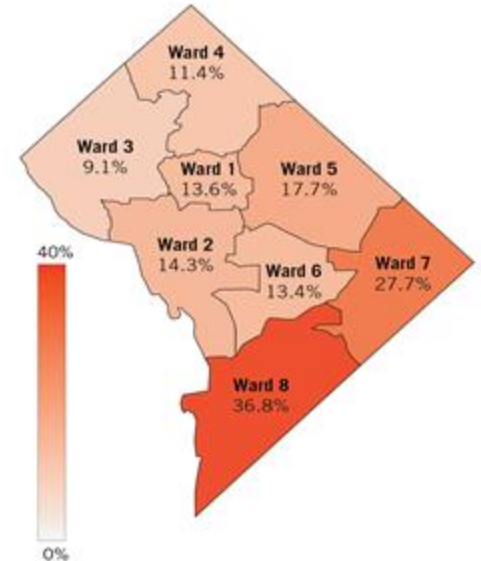 Ward 4
11.4%
Ward 3
9.1%
Ward 1
13.6%
Ward 5
17.7%
Ward 2
14.3%
Ward 6
13.4%
Ward 7
27.7%
Ward 8
36.8%
40%
0%